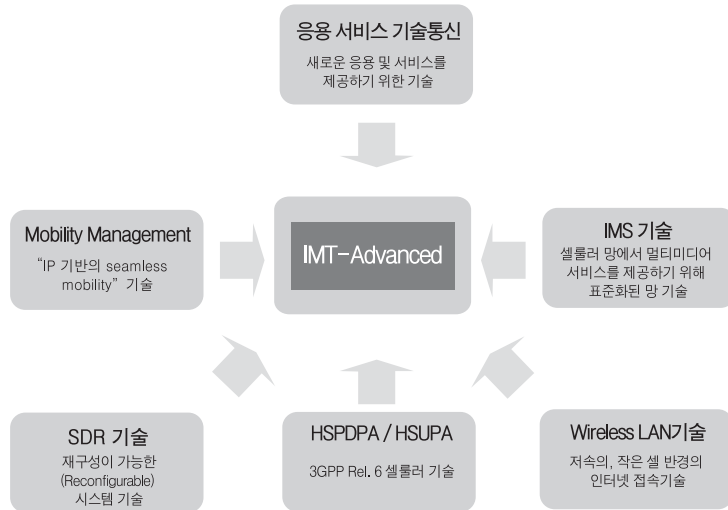 응용 서비스 기술통신
새로운 응용 및 서비스를
제공하기 위한 기술
Mobility Management
“IP 기반의 seamless
mobility” 기술
IMT-Advanced
IMS 기술
셀룰러 망에서 멀티미디어
서비스를 제공하기 위해
표준화된 망 기술
SDR 기술
재구성이 가능한
(Reconfigurable)
시스템 기술
HSPDPA / HSUPA
3GPP Rel. 6 셀룰러 기술
Wireless LAN기술
저속의, 작은 셀 반경의
인터넷 접속기술